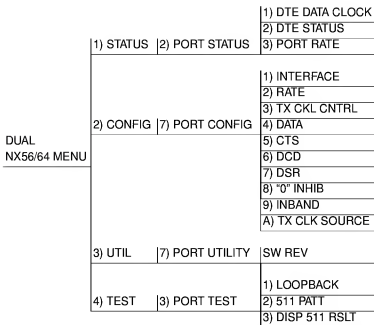 1) DTE DATA CLOCK
2) DTE STATUS
1) STATUS 2) PORT STATUS 3) PORT RATE
1) INTERFACE
2) RATE
3) TX CKL CNTRL
2) CONFIG 7) PORT CONFIG 4) DATA
DUAL
5) CTS
NX56/64 MENU
6) DCD
7) DSR
8) "0" INHIB
9) INBAND
A) TX CLK SOURCE
3) UTIL 7) PORT UTILITY SW REV
1) LOOPBACK
4) TEST 3) PORT TEST 2) 511 PATT
3) DISP 511 RSLT